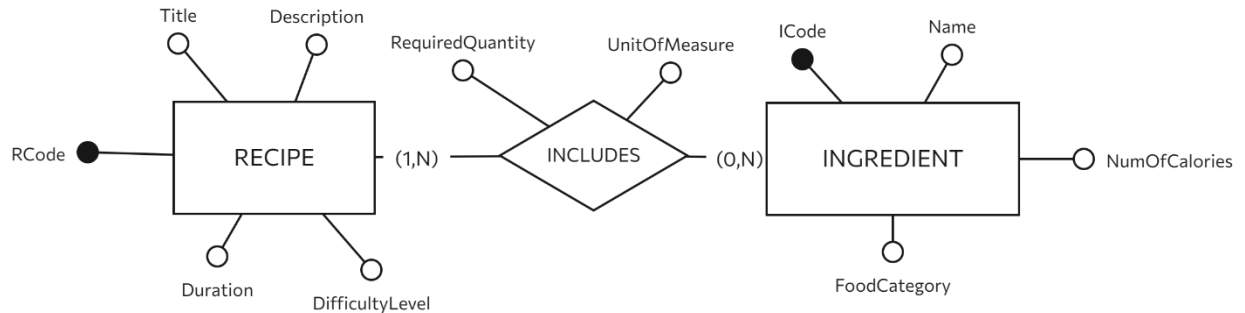 Title
Description
RequiredQuantity
UnitOfMeasure
ICode
Name
RCode
RECIPE
(1,N)
INCLUDES
(0,N)
INGREDIENT
NumOfCalories
Duration
DifficultyLevel
FoodCategory